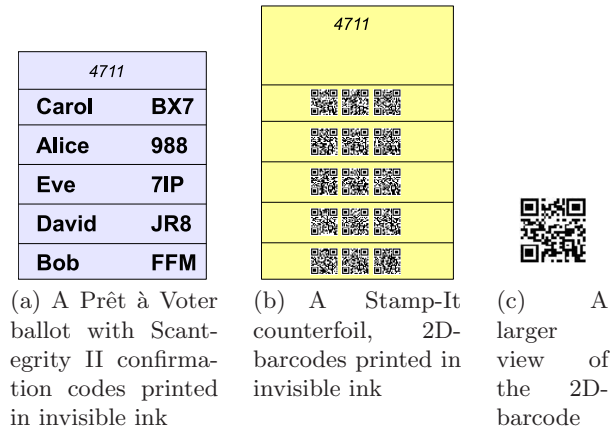 4711
Carol BX7
Alice 988
Eve 7IP
David JR8
Bob FFM
(a) A Prêt à Voter
ballot with Scant-
egrity II confirma-
tion codes printed
in invisible ink
4711
(b) A Stamp-It
counterfoil, 2D-
barcodes printed in
invisible ink
(c) A
larger
view of
the 2D-
barcode